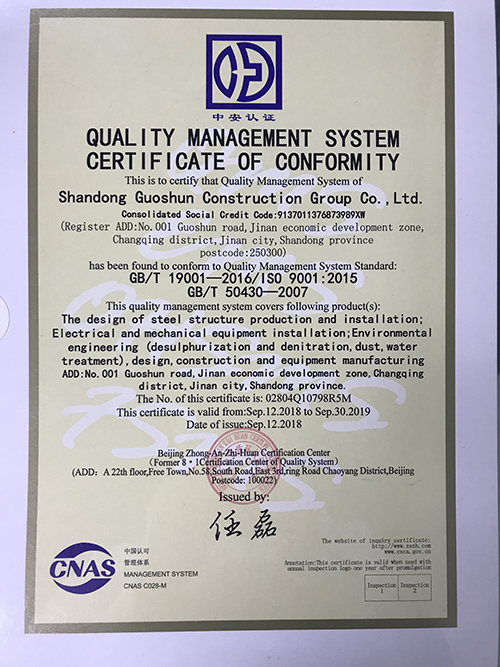 中安认证
QUALITY MANAGEMENT SYSTEM
CERTIFICATE OF CONFORMITY
This is to certify that Quality Management System of
Shandong Guoshun Construction Group Co.,Ltd.
Consolidated Social Credit Code:9137011376873989XW
(Register ADD:No.001 Guoshun road,Jinan economic development zone,
Changqing district,Jinan city,Shandong province
postcode:250300)
has been found to conform to Quality Management System Standard:
GB/T 19001—2016/ISO 9001:2015
GB/T 50430—2007
This quality management system covers following product(s):
The design of steel structure production and installation;
Electrical and mechanical equipment installation;Environmental
engineering (desulphurization and denitration,dust,water
treatment),design,construction and equipment manufacturing
ADD:No.001 Guoshun road,Jinan economic development zone,Changqing
district,Jinan city,Shandong province.
The No. of this certificate is: 02804Q10798R5M
This certificate is valid from:Sep.12.2018 to Sep.30.2019
Date of issue:Sep.12.2018
Beijing Zhong-An-Zhi-Huan Certification Center
(Former 8·1Certification Center of Quality System)
(ADD: A 22th floor,Free Town,No.58,South Road,East 3rd,ring Road Chaoyang District,Beijing
Postcode: 100022)
Issued by:
任磊
The website of inquiry certificate:
http://www.zazh.com
www.cnca.gov.cn
Annotation:This certificate is valid when used with
annual inspection logo one year after promulgation
Inspection 1
Inspection 2
CNAS
中国认可
管理体系
MANAGEMENT SYSTEM
CNAS C028-M